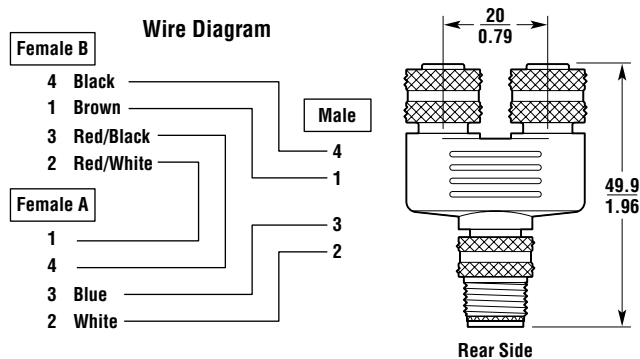 Wire Diagram
Female B
4 Black
1 Brown
3 Red/Black
2 Red/White
Female A
1
4
3 Blue
2 White
Male
4
1
3
2
20
0.79
49.9
1.96
Rear Side